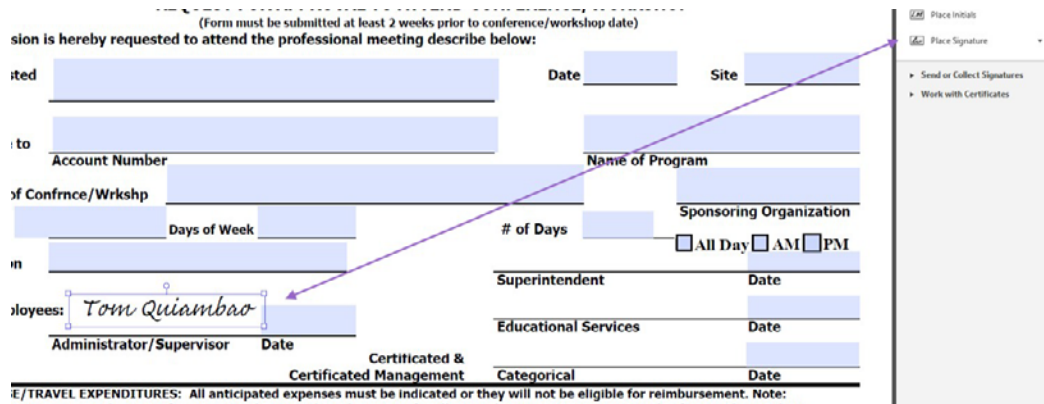 (Form must be submitted at least 2 weeks prior to conference/workshop date)
sion is hereby requested to attend the professional meeting describe below:
sted Date Site
to
Account Number Name of Program
of Confrnce/Wrkshp
Sponsoring Organization
Days of Week # of Days
All Day AM PM
on
Superintendent Date
ployees: Tom Quiambao
Educational Services Date
Administrator/Supervisor Date
Certificated &
Certificated Management Categorical Date
SE/TRAVEL EXPENDITURES: All anticipated expenses must be indicated or they will not be eligible for reimbursement. Note:
Place Initials
Place Signature
Send or Collect Signatures
Work with Certificates